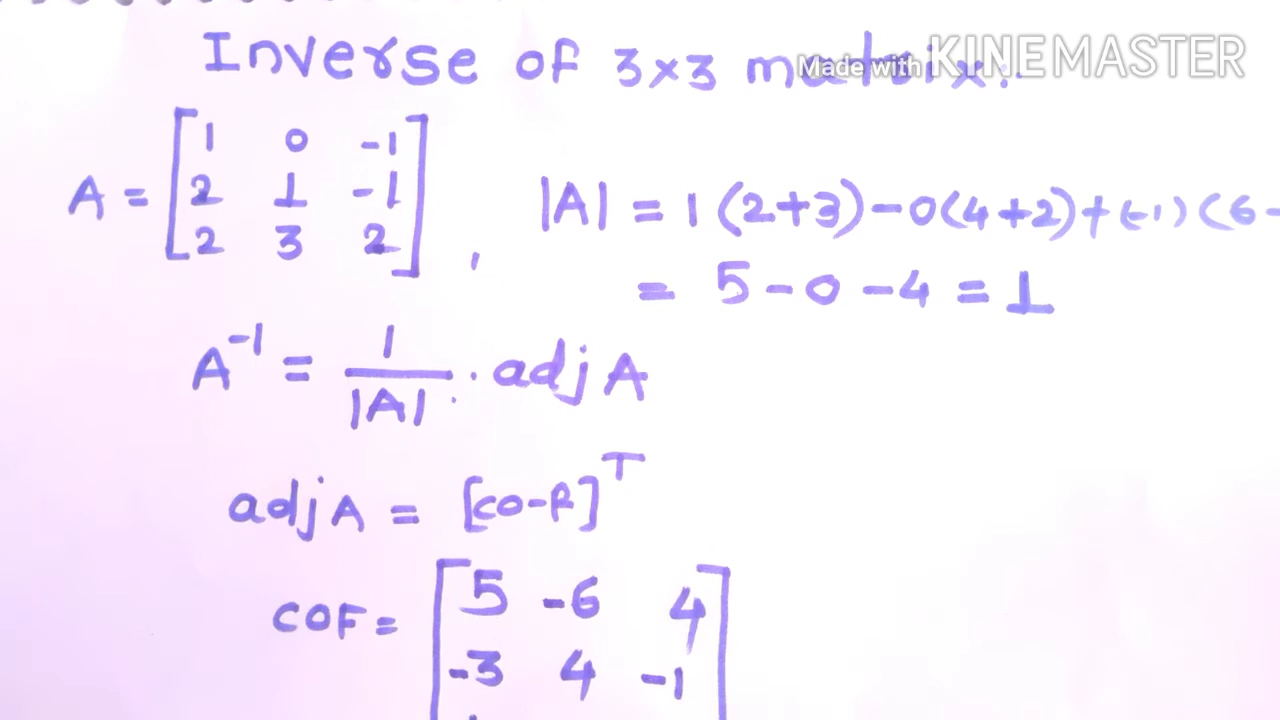 Inverse of 3×3 matrix:-
Made with KINEMASTER
A = [1 0 -1
2 1 -1
2 3 2] ,
|A| = 1(2+3)-0(4+2)+(-1)(6-
= 5-0-4=1
A⁻¹ = 1/|A| . adj A
adj A = [co-f]ᵀ
COF = [5 -6 4
-3 4 -1